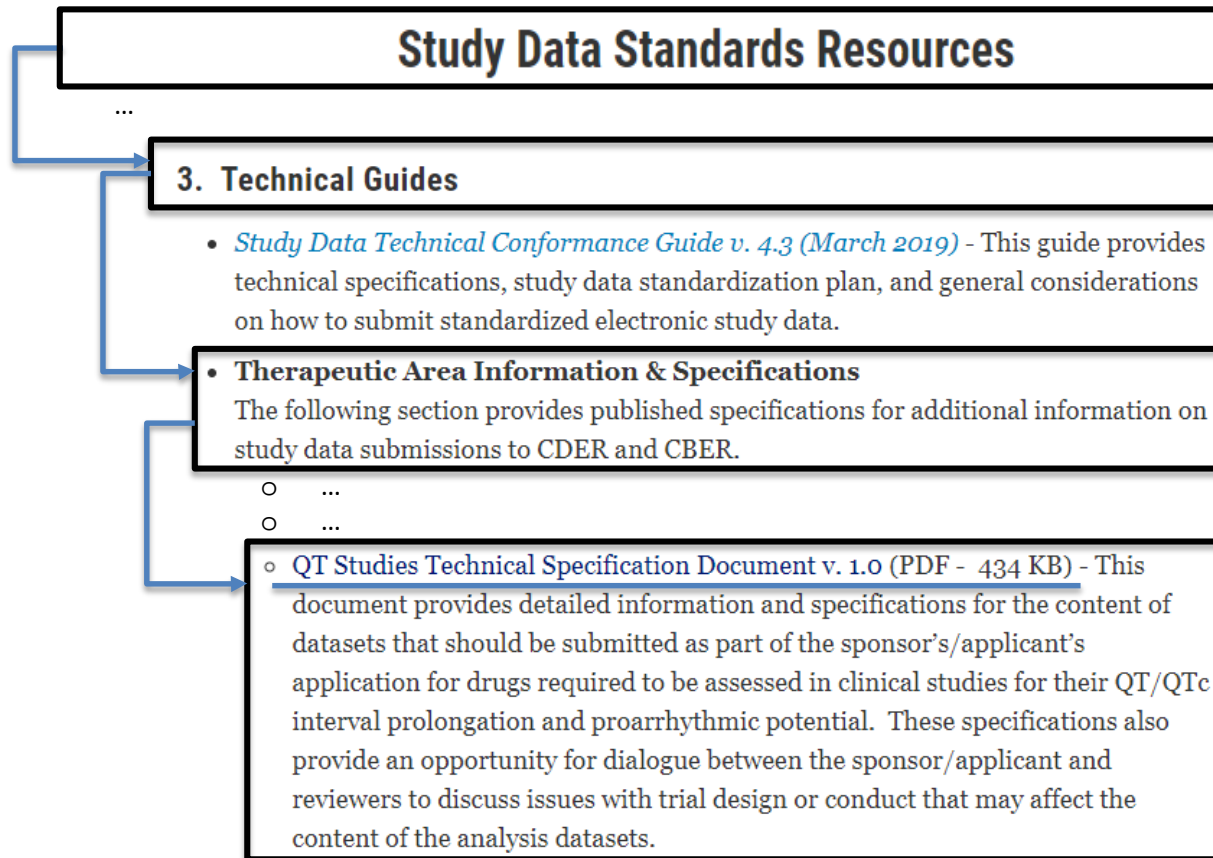 Study Data Standards Resources
...
3. Technical Guides
• Study Data Technical Conformance Guide v. 4.3 (March 2019) - This guide provides
technical specifications, study data standardization plan, and general considerations
on how to submit standardized electronic study data.
• Therapeutic Area Information & Specifications
The following section provides published specifications for additional information on
study data submissions to CDER and CBER.
o ...
o ...
o QT Studies Technical Specification Document v. 1.0 (PDF - 434 KB) - This
document provides detailed information and specifications for the content of
datasets that should be submitted as part of the sponsor's/applicant's
application for drugs required to be assessed in clinical studies for their QT/QTc
interval prolongation and proarrhythmic potential. These specifications also
provide an opportunity for dialogue between the sponsor/applicant and
reviewers to discuss issues with trial design or conduct that may affect the
content of the analysis datasets.